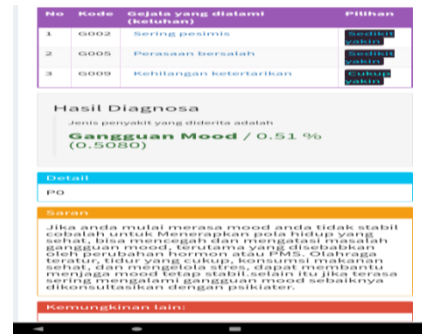 No Kode Gejala yang dialami (keluhan) Pilihan
1 G002 Sering pesimis Sedikit yakin
2 G005 Perasaan bersalah Sedikit yakin
3 G009 Kehilangan ketertarikan Cukup yakin
Hasil Diagnosa
Jenis penyakit yang diderita adalah
Gangguan Mood / 0.51 %
(0.5080)
Detail
P0
Saran
Jika anda mulai merasa mood anda tidak stabil
cobalah untuk Menerapkan pola hidup yang
sehat, bisa mencegah dan mengatasi masalah
gangguan mood, terutama yang disebabkan
oleh perubahan hormon atau PMS. Olahraga
teratur, tidur yang cukup, konsumsi makanan
sehat, dan mengelola stres, dapat membantu
menjaga mood tetap stabil.selain itu jika terasa
sering mengalami gangguan mood sebaiknya
dikonsultasikan dengan psikiater.
Kemungkinan lain: